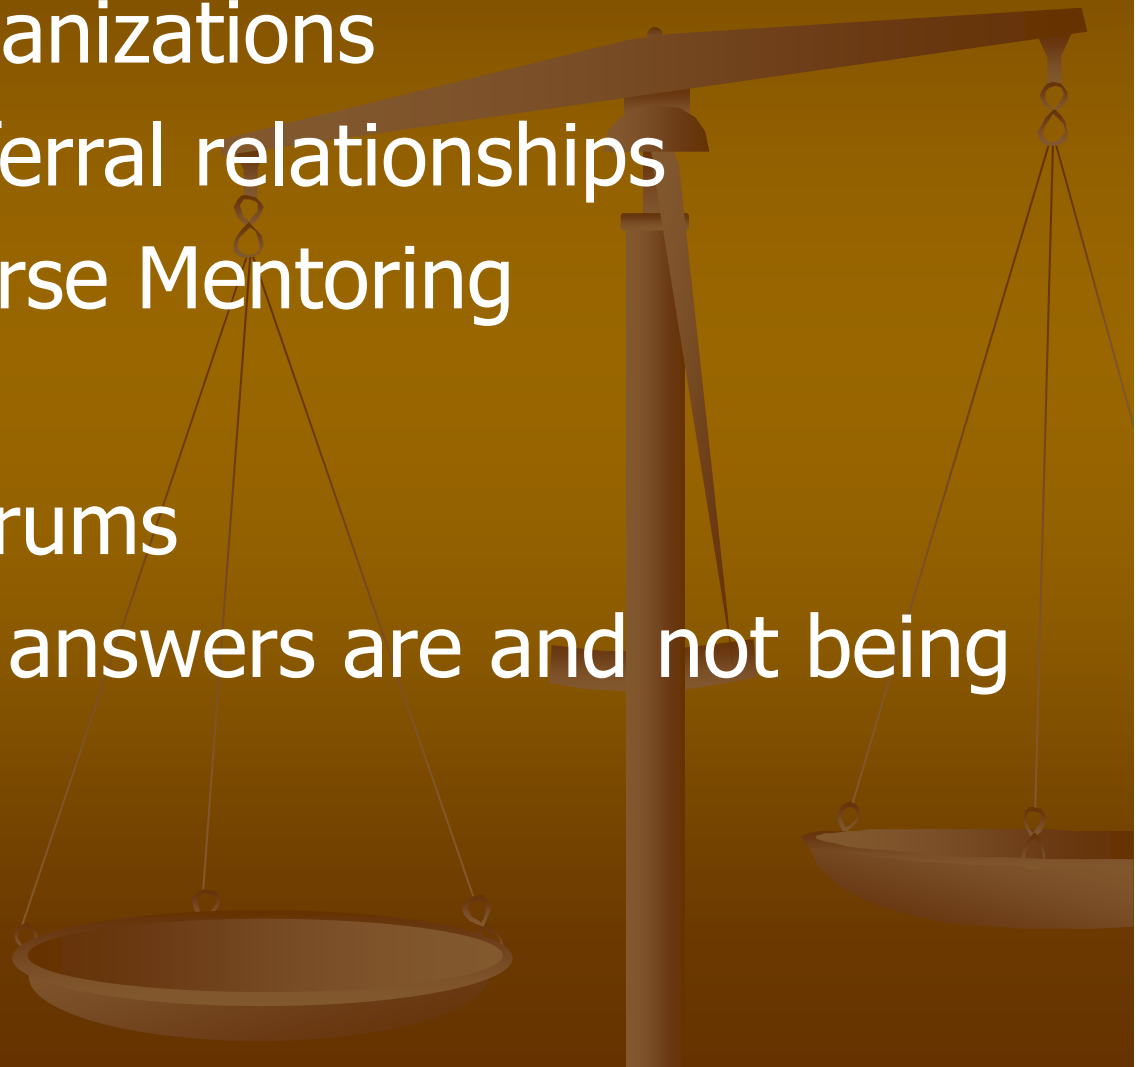 anizations
ferral relationships
rse Mentoring
rums
answers are and not being